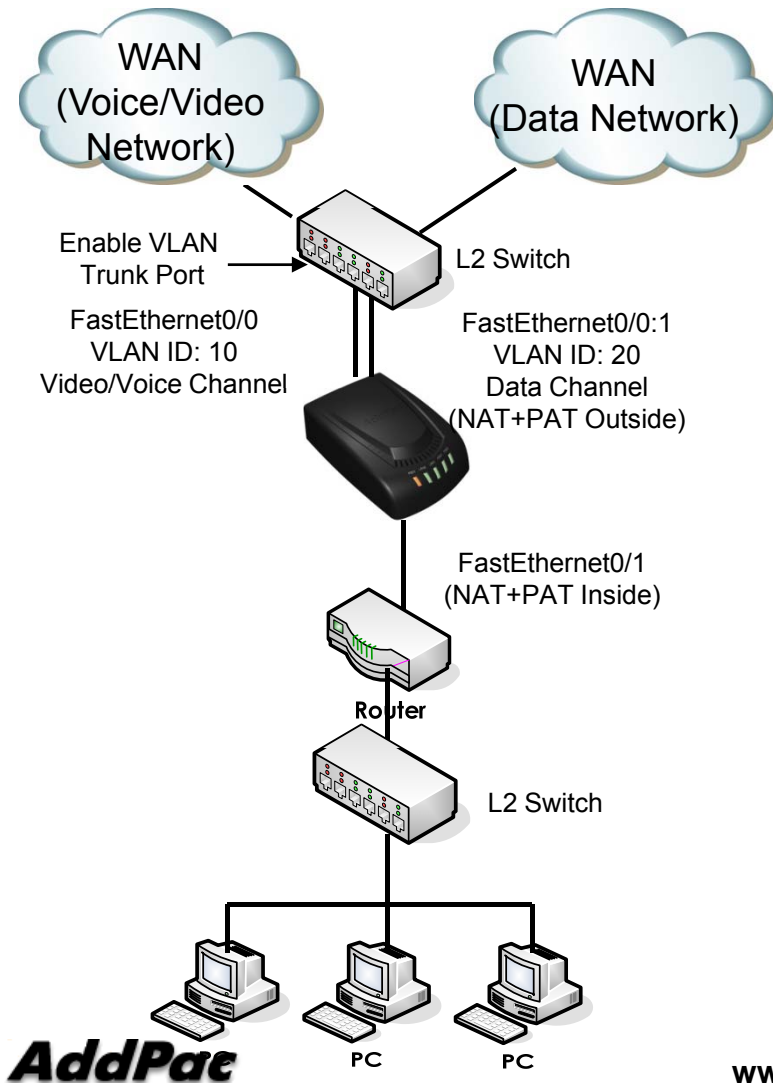 WAN
(Voice/Video
Network)
WAN
(Data Network)
Enable VLAN
Trunk Port
L2 Switch
FastEthernet0/0
VLAN ID: 10
Video/Voice Channel
FastEthernet0/0:1
VLAN ID: 20
Data Channel
(NAT+PAT Outside)
FastEthernet0/1
(NAT+PAT Inside)
Router
L2 Switch
PC
PC
PC
AddPac
ww